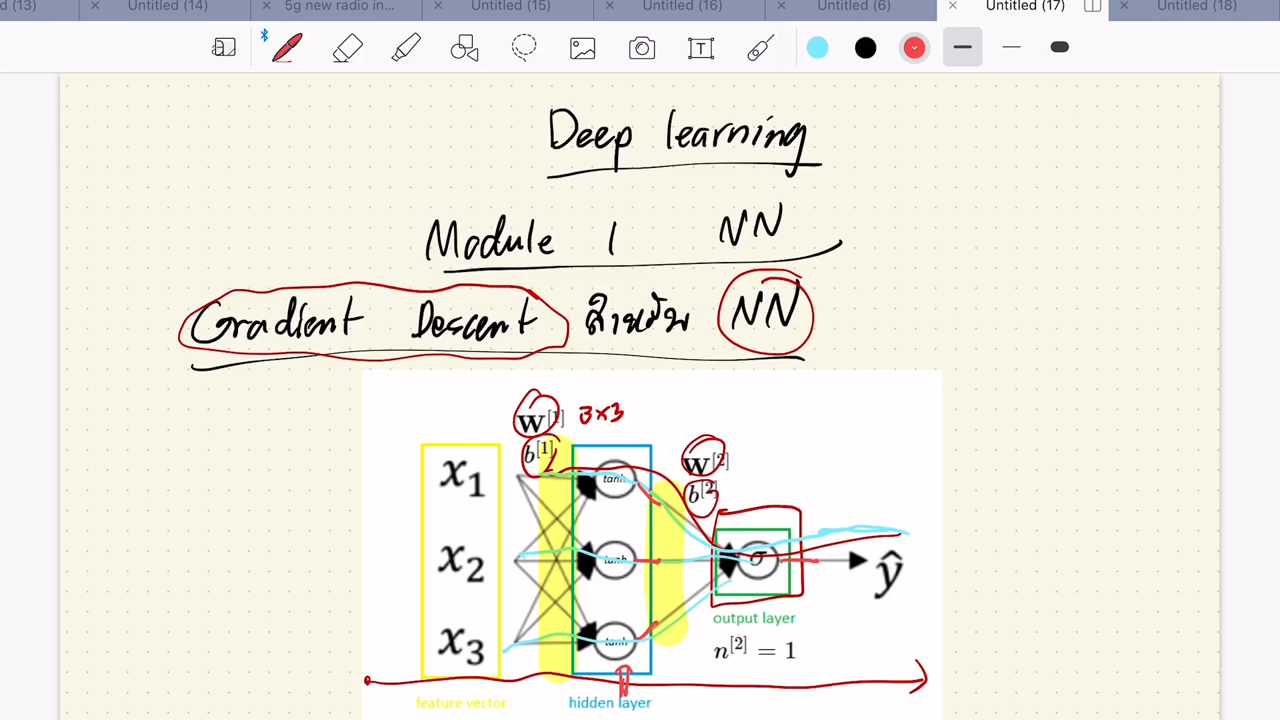 (13)
Untitled (14)
5g new radio in...
Untitled (15)
Untitled (16)
Untitled (6)
Untitled (17)
Untitled (18)
T
Deep learning
Module 1 NN
Gradient Descent สำหรับ NN
W[1] 3x3
b[1]
W[2]
b[2]
x1
x2
x3
tanh
tanh
tanh
σ
ŷ
output layer
n[2] = 1
feature vector
hidden layer